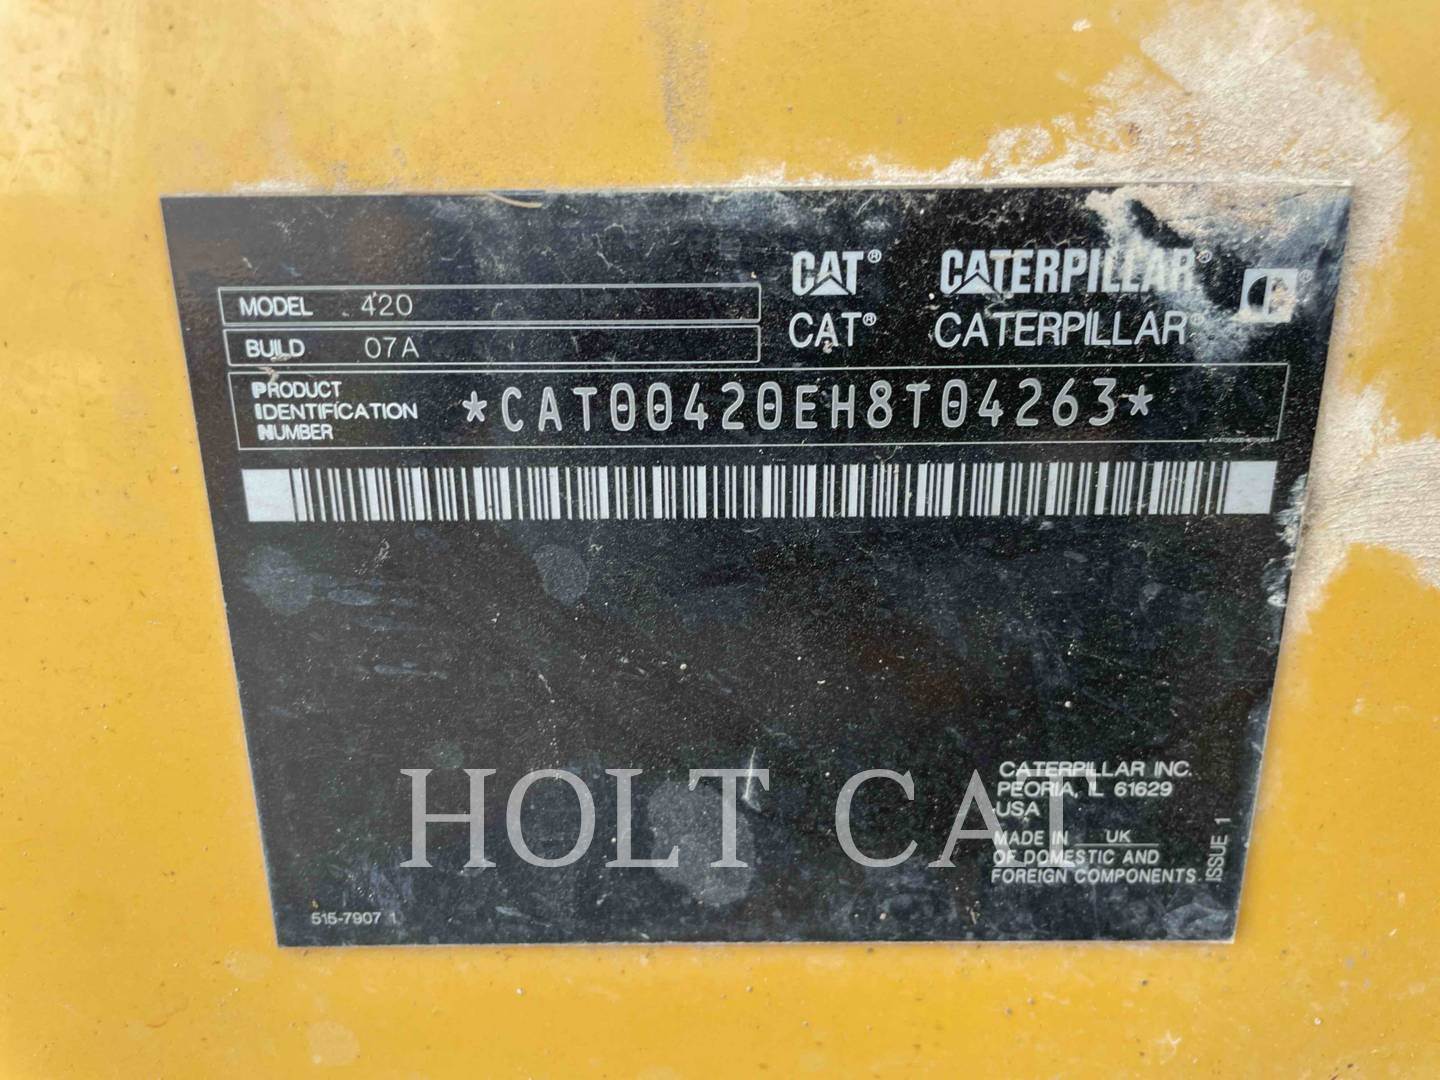 CAT® CATERPILLAR®
CAT® CATERPILLAR®
MODEL 420
BUILD 07A
PRODUCT
IDENTIFICATION
NUMBER
*CAT00420EH8T04263*
CATERPILLAR INC.
PEORIA, IL 61629
USA
MADE IN UK
OF DOMESTIC AND
FOREIGN COMPONENTS
ISSUE 1
515-7907 1
HOLT CAT